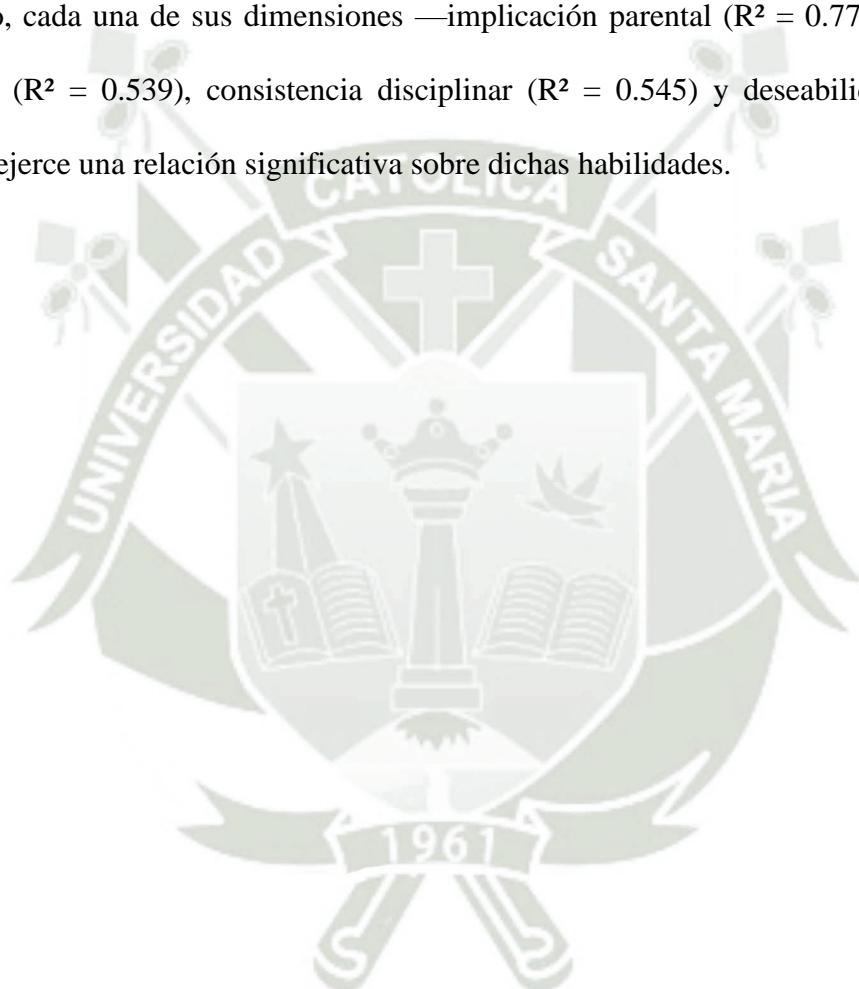 , cada una de sus dimensiones —implicación parental (R² = 0.77
(R² = 0.539), consistencia disciplinar (R² = 0.545) y
ejerce una relación significativa sobre dichas habilidades.
CATOLICA
UNIVERSIDAD
SANTA MARIA
1961